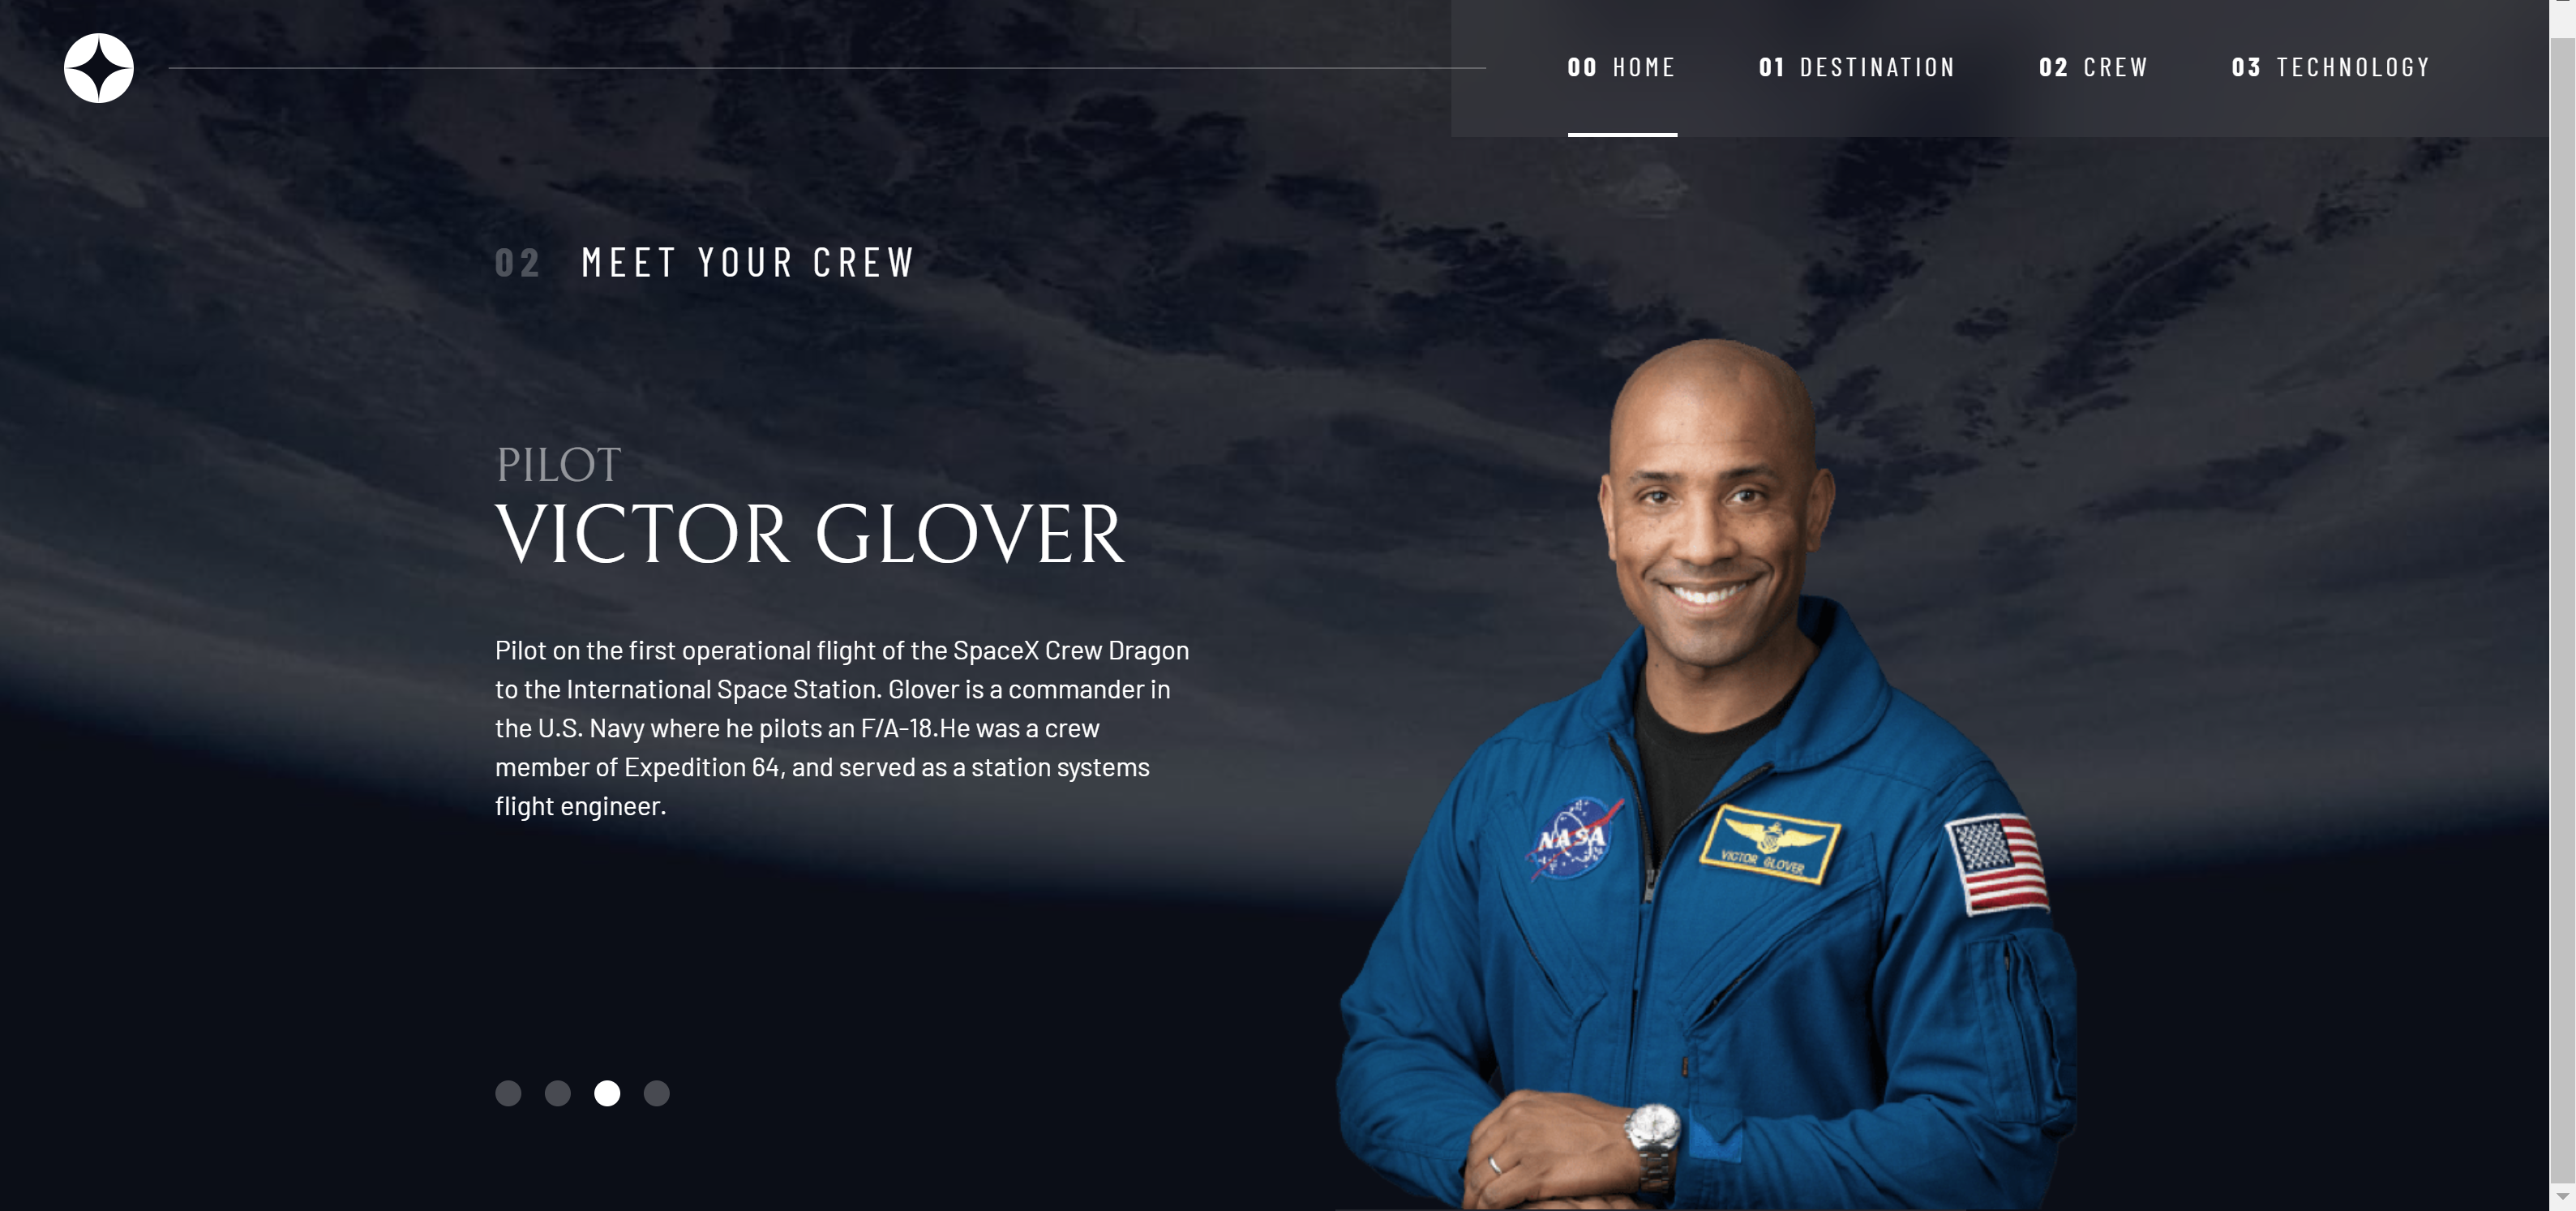 00 HOME 01 DESTINATION 02 CREW 03 TECHNOLOGY
02 MEET YOUR CREW
PILOT
VICTOR GLOVER
Pilot on the first operational flight of the SpaceX Crew Dragon
to the International Space Station. Glover is a commander in
the U.S. Navy where he pilots an F/A-18.He was a crew
member of Expedition 64, and served as a station systems
flight engineer.
NASA
VICTOR GLOVER